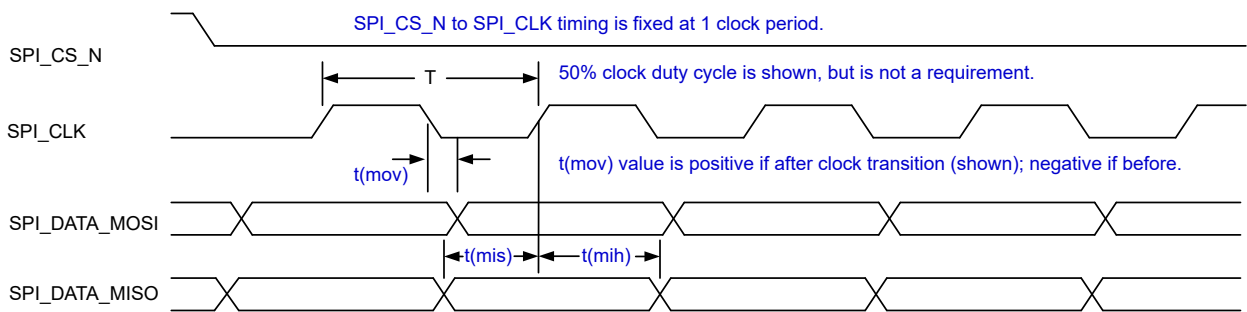 SPI_CS_N to SPI_CLK timing is fixed at 1 clock period.
SPI_CS_N
T
50% clock duty cycle is shown, but is not a requirement.
SPI_CLK
t(mov)
t(mov) value is positive if after clock transition (shown); negative if before.
SPI_DATA_MOSI
t(mis)
t(mih)
SPI_DATA_MISO